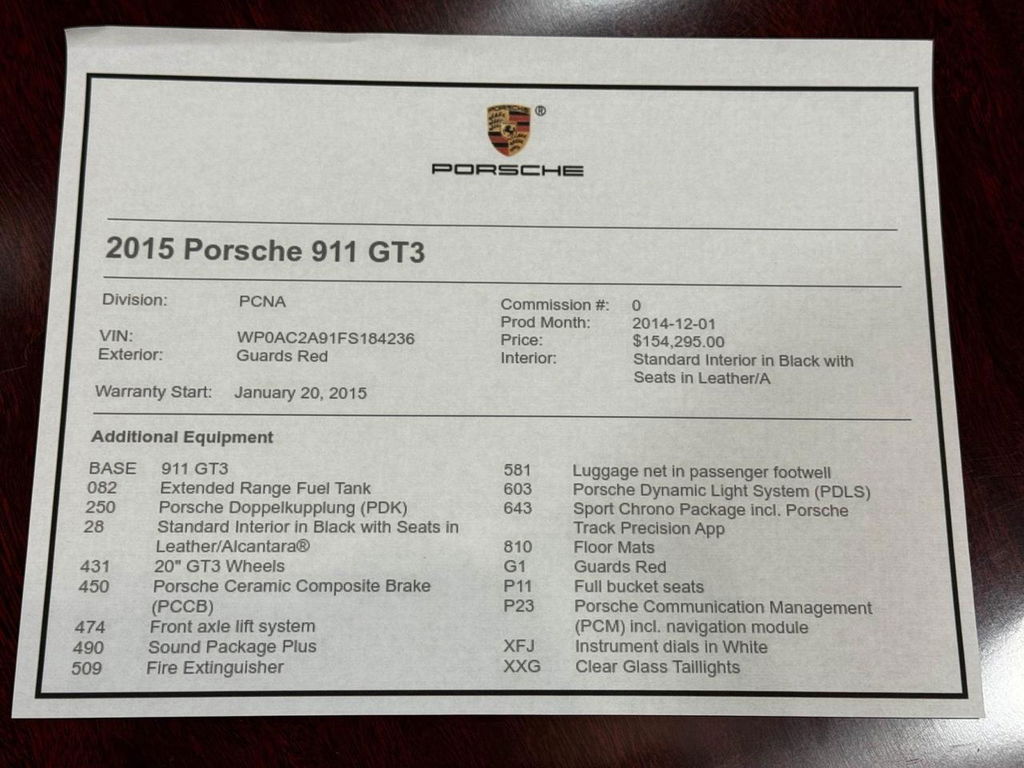 PORSCHE
®
PORSCHE
2015 Porsche 911 GT3
Division: PCNA
VIN: WP0AC2A91FS184236
Exterior: Guards Red
Warranty Start: January 20, 2015
Commission #: 0
Prod Month: 2014-12-01
Price: $154,295.00
Interior: Standard Interior in Black with
Seats in Leather/A
Additional Equipment
BASE 911 GT3
082 Extended Range Fuel Tank
250 Porsche Doppelkupplung (PDK)
28 Standard Interior in Black with Seats in
Leather/Alcantara®
431 20" GT3 Wheels
450 Porsche Ceramic Composite Brake
(PCCB)
474 Front axle lift system
490 Sound Package Plus
509 Fire Extinguisher
581 Luggage net in passenger footwell
603 Porsche Dynamic Light System (PDLS)
643 Sport Chrono Package incl. Porsche
Track Precision App
810 Floor Mats
G1 Guards Red
P11 Full bucket seats
P23 Porsche Communication Management
(PCM) incl. navigation module
XFJ Instrument dials in White
XXG Clear Glass Taillights